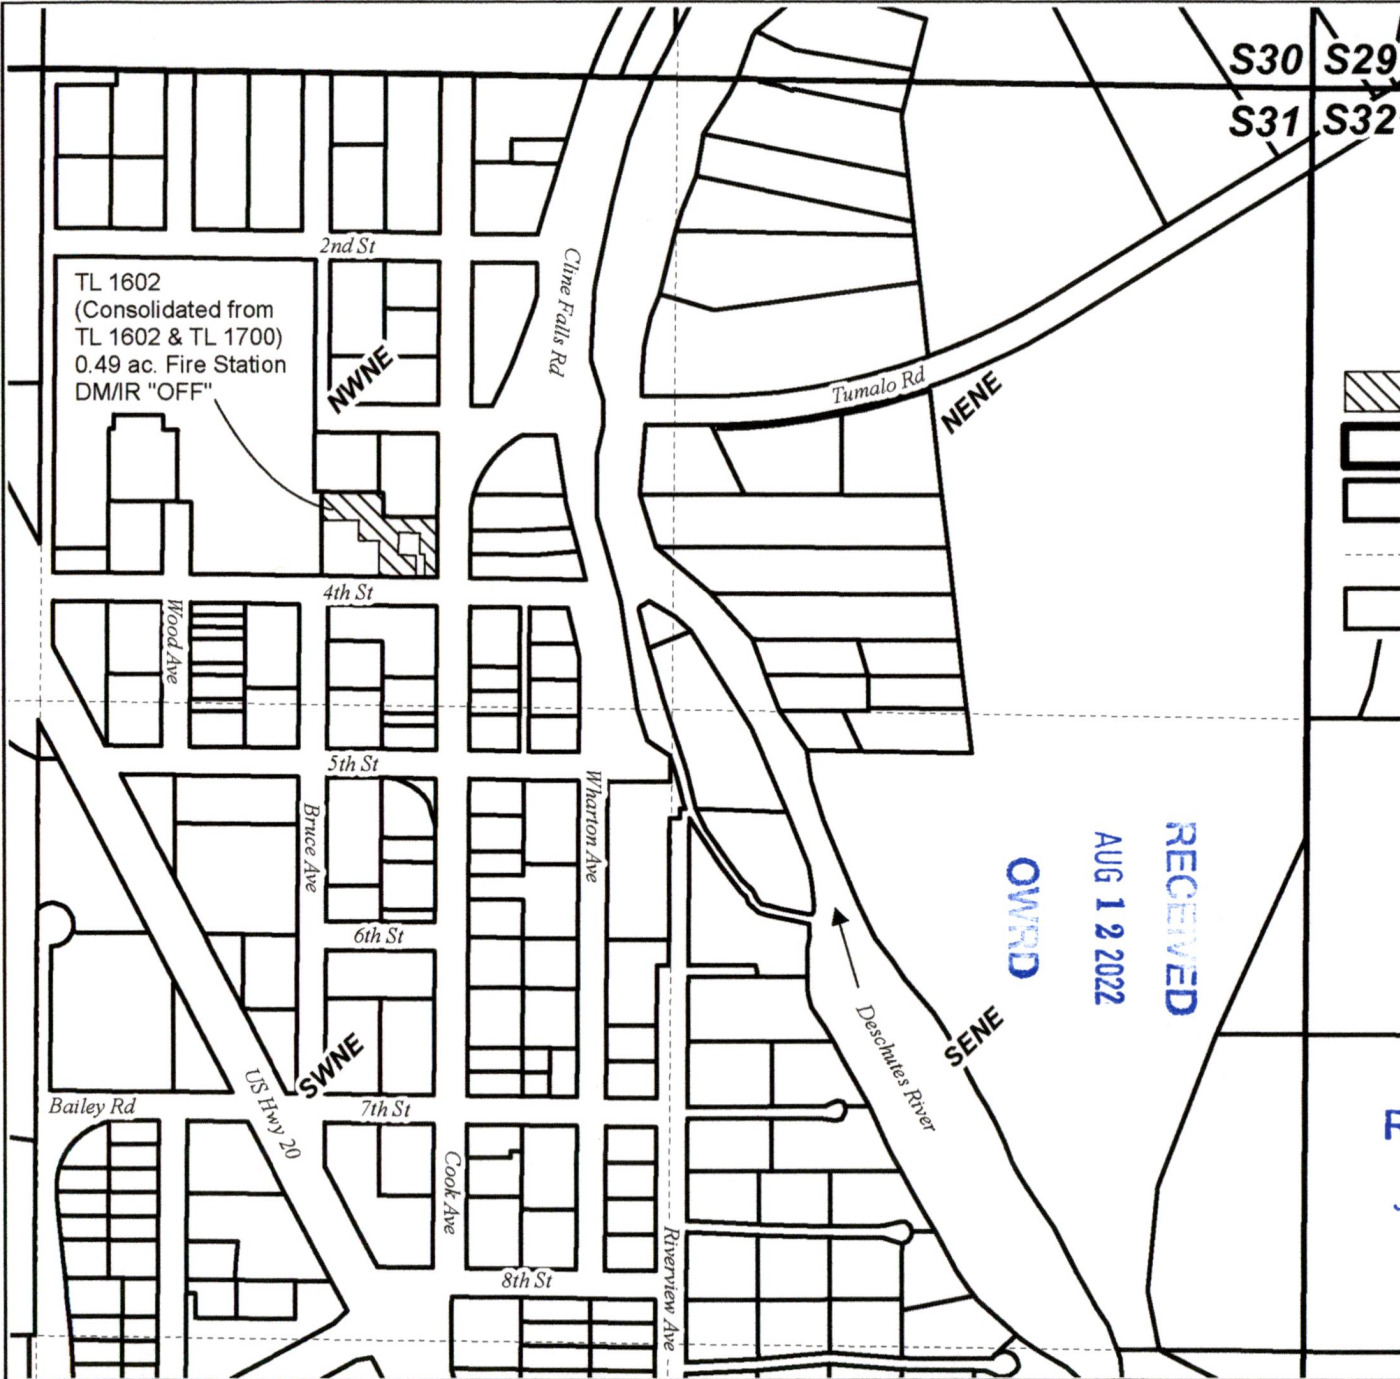 S30 S29
S31 S32
2nd St
TL 1602
(Consolidated from
TL 1602 & TL 1700)
0.49 ac. Fire Station
DM/IR "OFF"
Cline Falls Rd
NWNE
Tumalo Rd
NENE
4th St
Wood Ave
5th St
Bruce Ave
Wharton Ave
RECEIVED
AUG 12 2022
OWRD
6th St
Deschutes River
SENE
SWNE
Bailey Rd
US Hwy 20
7th St
Cook Ave
Riverview Ave
8th St